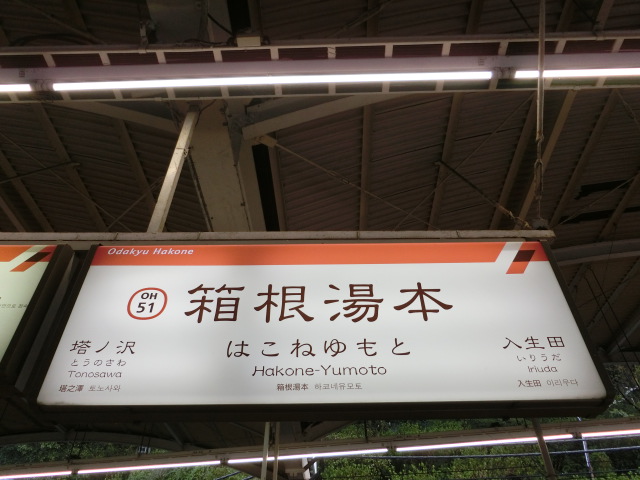 Odakyu Hakone
OH
51
箱根湯本
はこねゆもと
Hakone-Yumoto
箱根湯本 하코네유모토
塔ノ沢
とうのさわ
Tonosawa
塔之澤 토노사와
入生田
いりうだ
Iriuda
入生田 이리우다